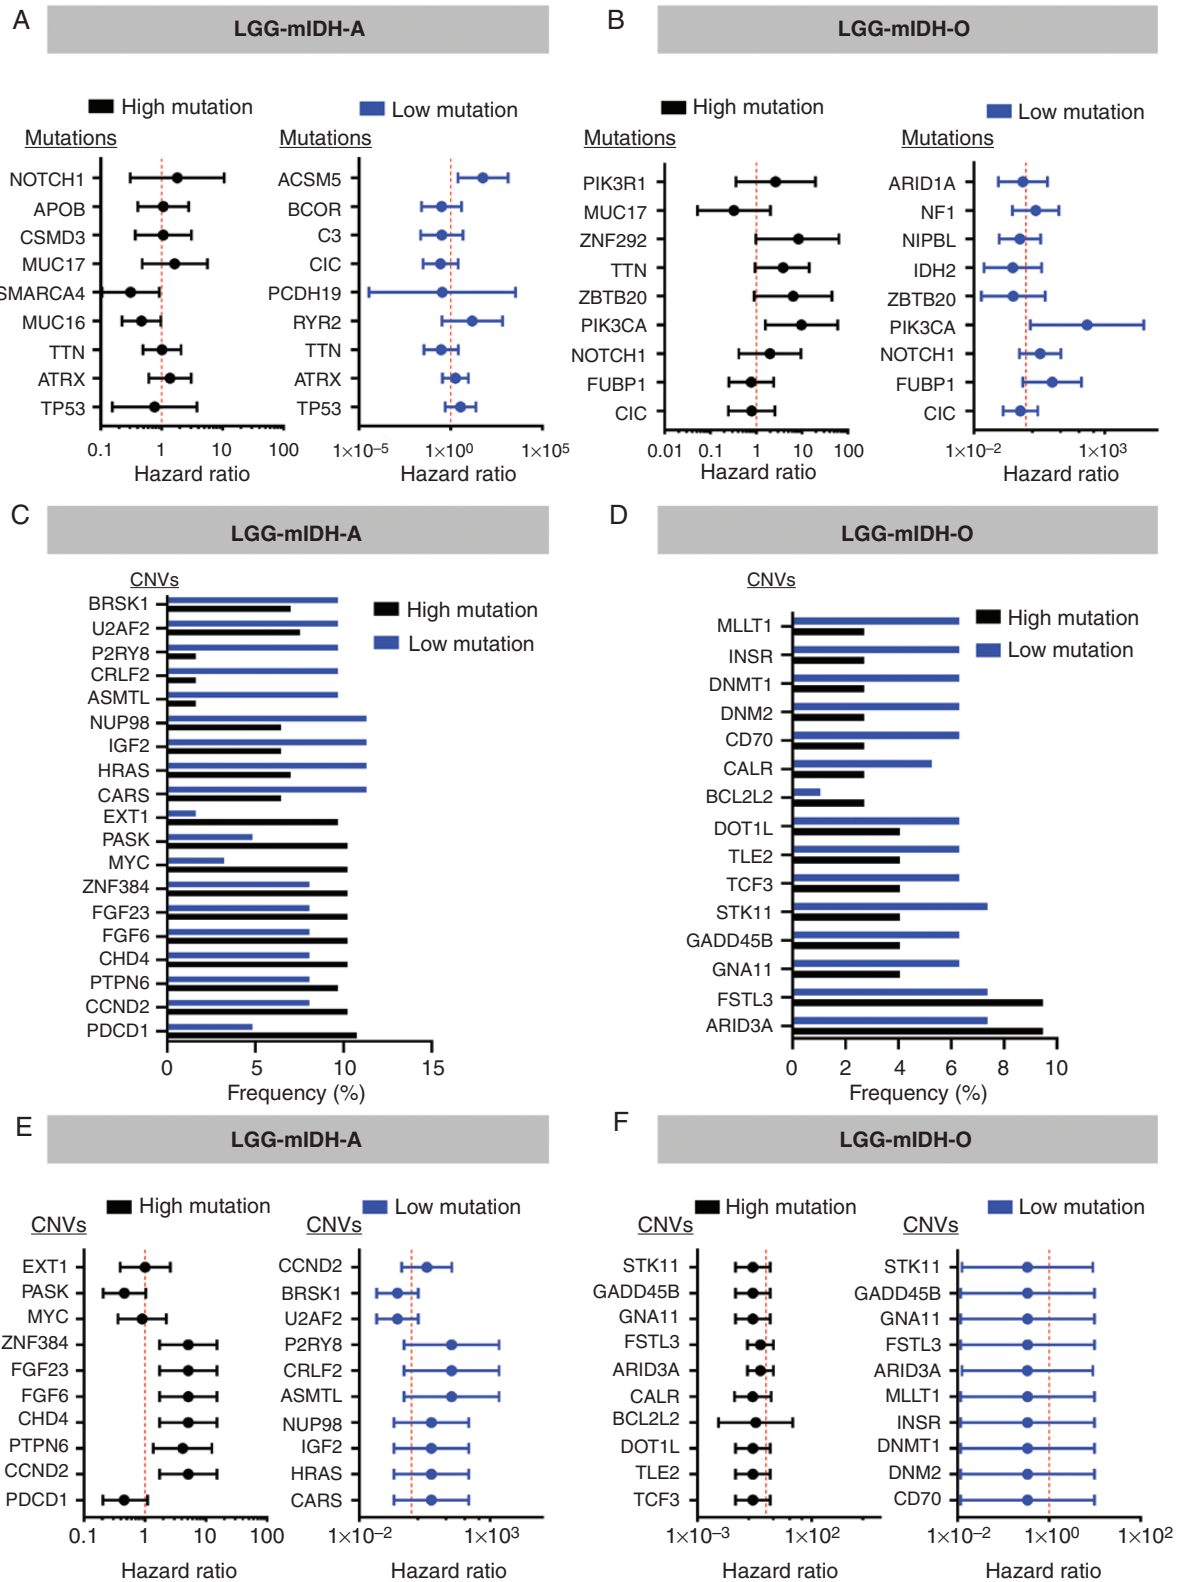 A
LGG-mIDH-A
High mutation
Low mutation
Mutations
Mutations
NOTCH1
APOB
CSMD3
MUC17
SMARCA4
MUC16
TTN
ATRX
TP53
0.1 1 10 100
Hazard ratio
ACSM5
BCOR
C3
CIC
PCDH19
RYR2
TTN
ATRX
TP53
1×10−5 1×100 1×105
Hazard ratio
B
LGG-mIDH-O
High mutation
Low mutation
Mutations
Mutations
PIK3R1
MUC17
ZNF292
TTN
ZBTB20
PIK3CA
NOTCH1
FUBP1
CIC
0.01 0.1 1 10 100
Hazard ratio
ARID1A
NF1
NIPBL
IDH2
ZBTB20
PIK3CA
NOTCH1
FUBP1
CIC
1×10−2 1×103
Hazard ratio
C
LGG-mIDH-A
CNVs
High mutation
Low mutation
BRSK1
U2AF2
P2RY8
CRLF2
ASMTL
NUP98
IGF2
HRAS
CARS
EXT1
PASK
MYC
ZNF384
FGF23
FGF6
CHD4
PTPN6
CCND2
PDCD1
0 5 10 15
Frequency (%)
D
LGG-mIDH-O
CNVs
High mutation
Low mutation
MLLT1
INSR
DNMT1
DNM2
CD70
CALR
BCL2L2
DOT1L
TLE2
TCF3
STK11
GADD45B
GNA11
FSTL3
ARID3A
0 2 4 6 8 10
Frequency (%)
E
LGG-mIDH-A
High mutation
Low mutation
CNVs
CNVs
EXT1
PASK
MYC
ZNF384
FGF23
FGF6
CHD4
PTPN6
CCND2
PDCD1
0.1 1 10 100
Hazard ratio
CCND2
BRSK1
U2AF2
P2RY8
CRLF2
ASMTL
NUP98
IGF2
HRAS
CARS
1×10−2 1×103
Hazard ratio
F
LGG-mIDH-O
High mutation
Low mutation
CNVs
CNVs
STK11
GADD45B
GNA11
FSTL3
ARID3A
CALR
BCL2L2
DOT1L
TLE2
TCF3
1×10−3 1×102
Hazard ratio
STK11
GADD45B
GNA11
FSTL3
ARID3A
MLLT1
INSR
DNMT1
DNM2
CD70
1×10−2 1×100 1×102
Hazard ratio